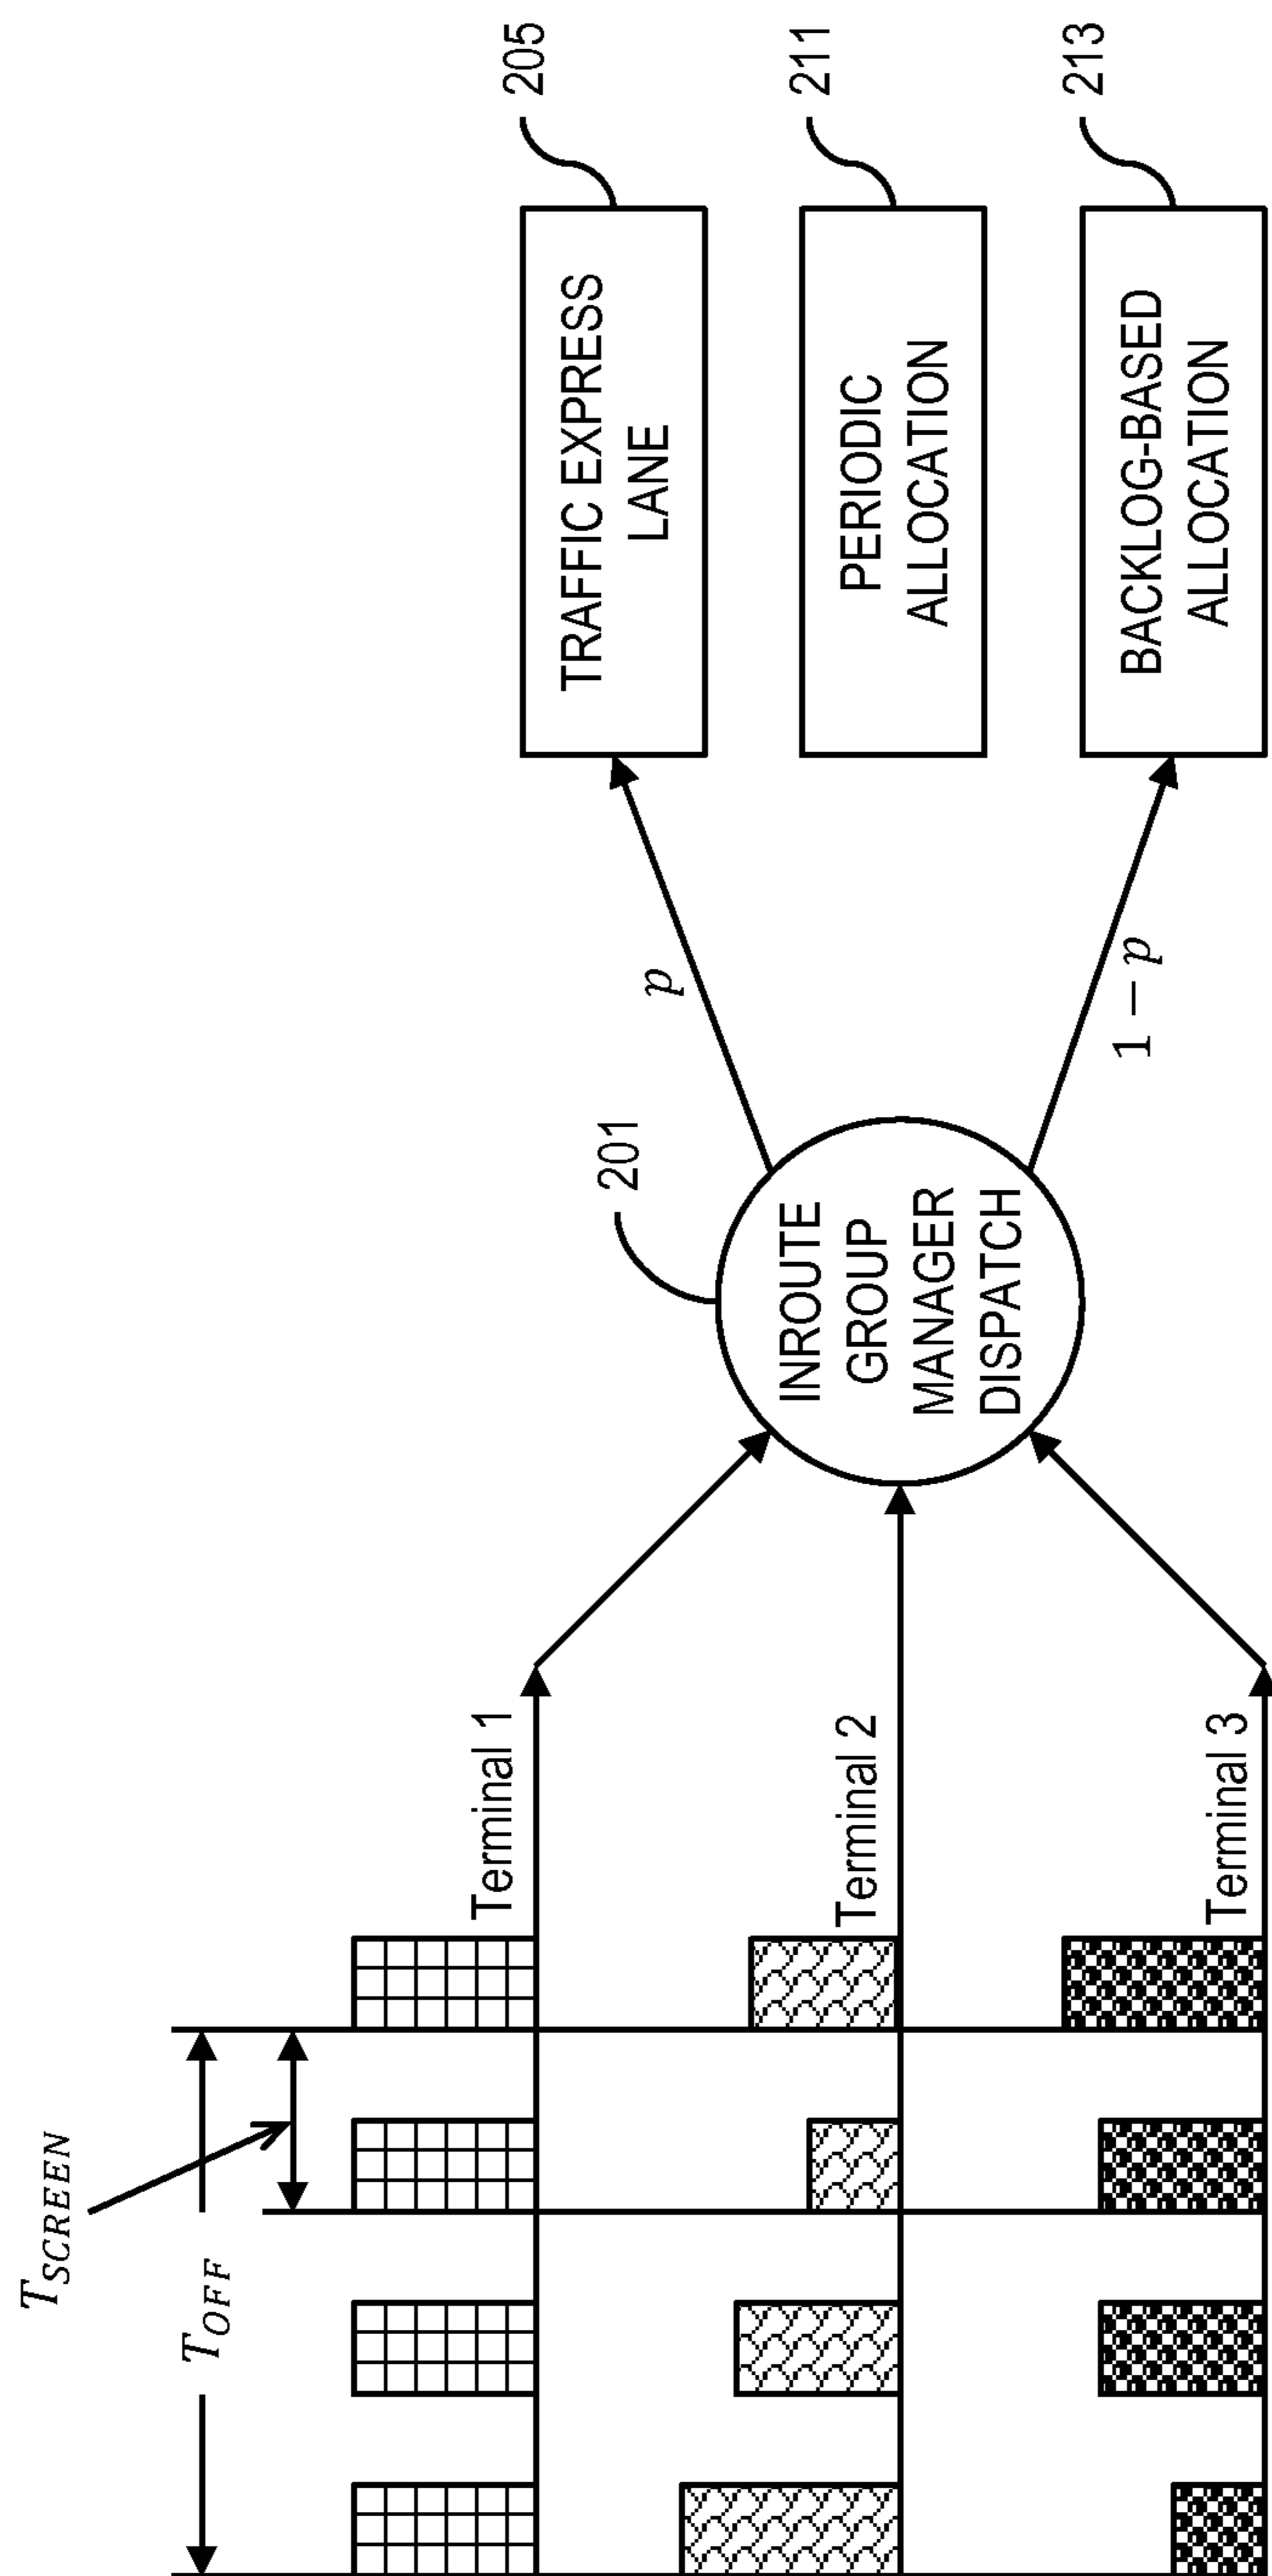 T_SCREEN
T_OFF
Terminal 1
Terminal 2
Terminal 3
201
INROUTE
GROUP
MANAGER
DISPATCH
p
1 − p
TRAFFIC EXPRESS
LANE
205
PERIODIC
ALLOCATION
211
BACKLOG-BASED
ALLOCATION
213